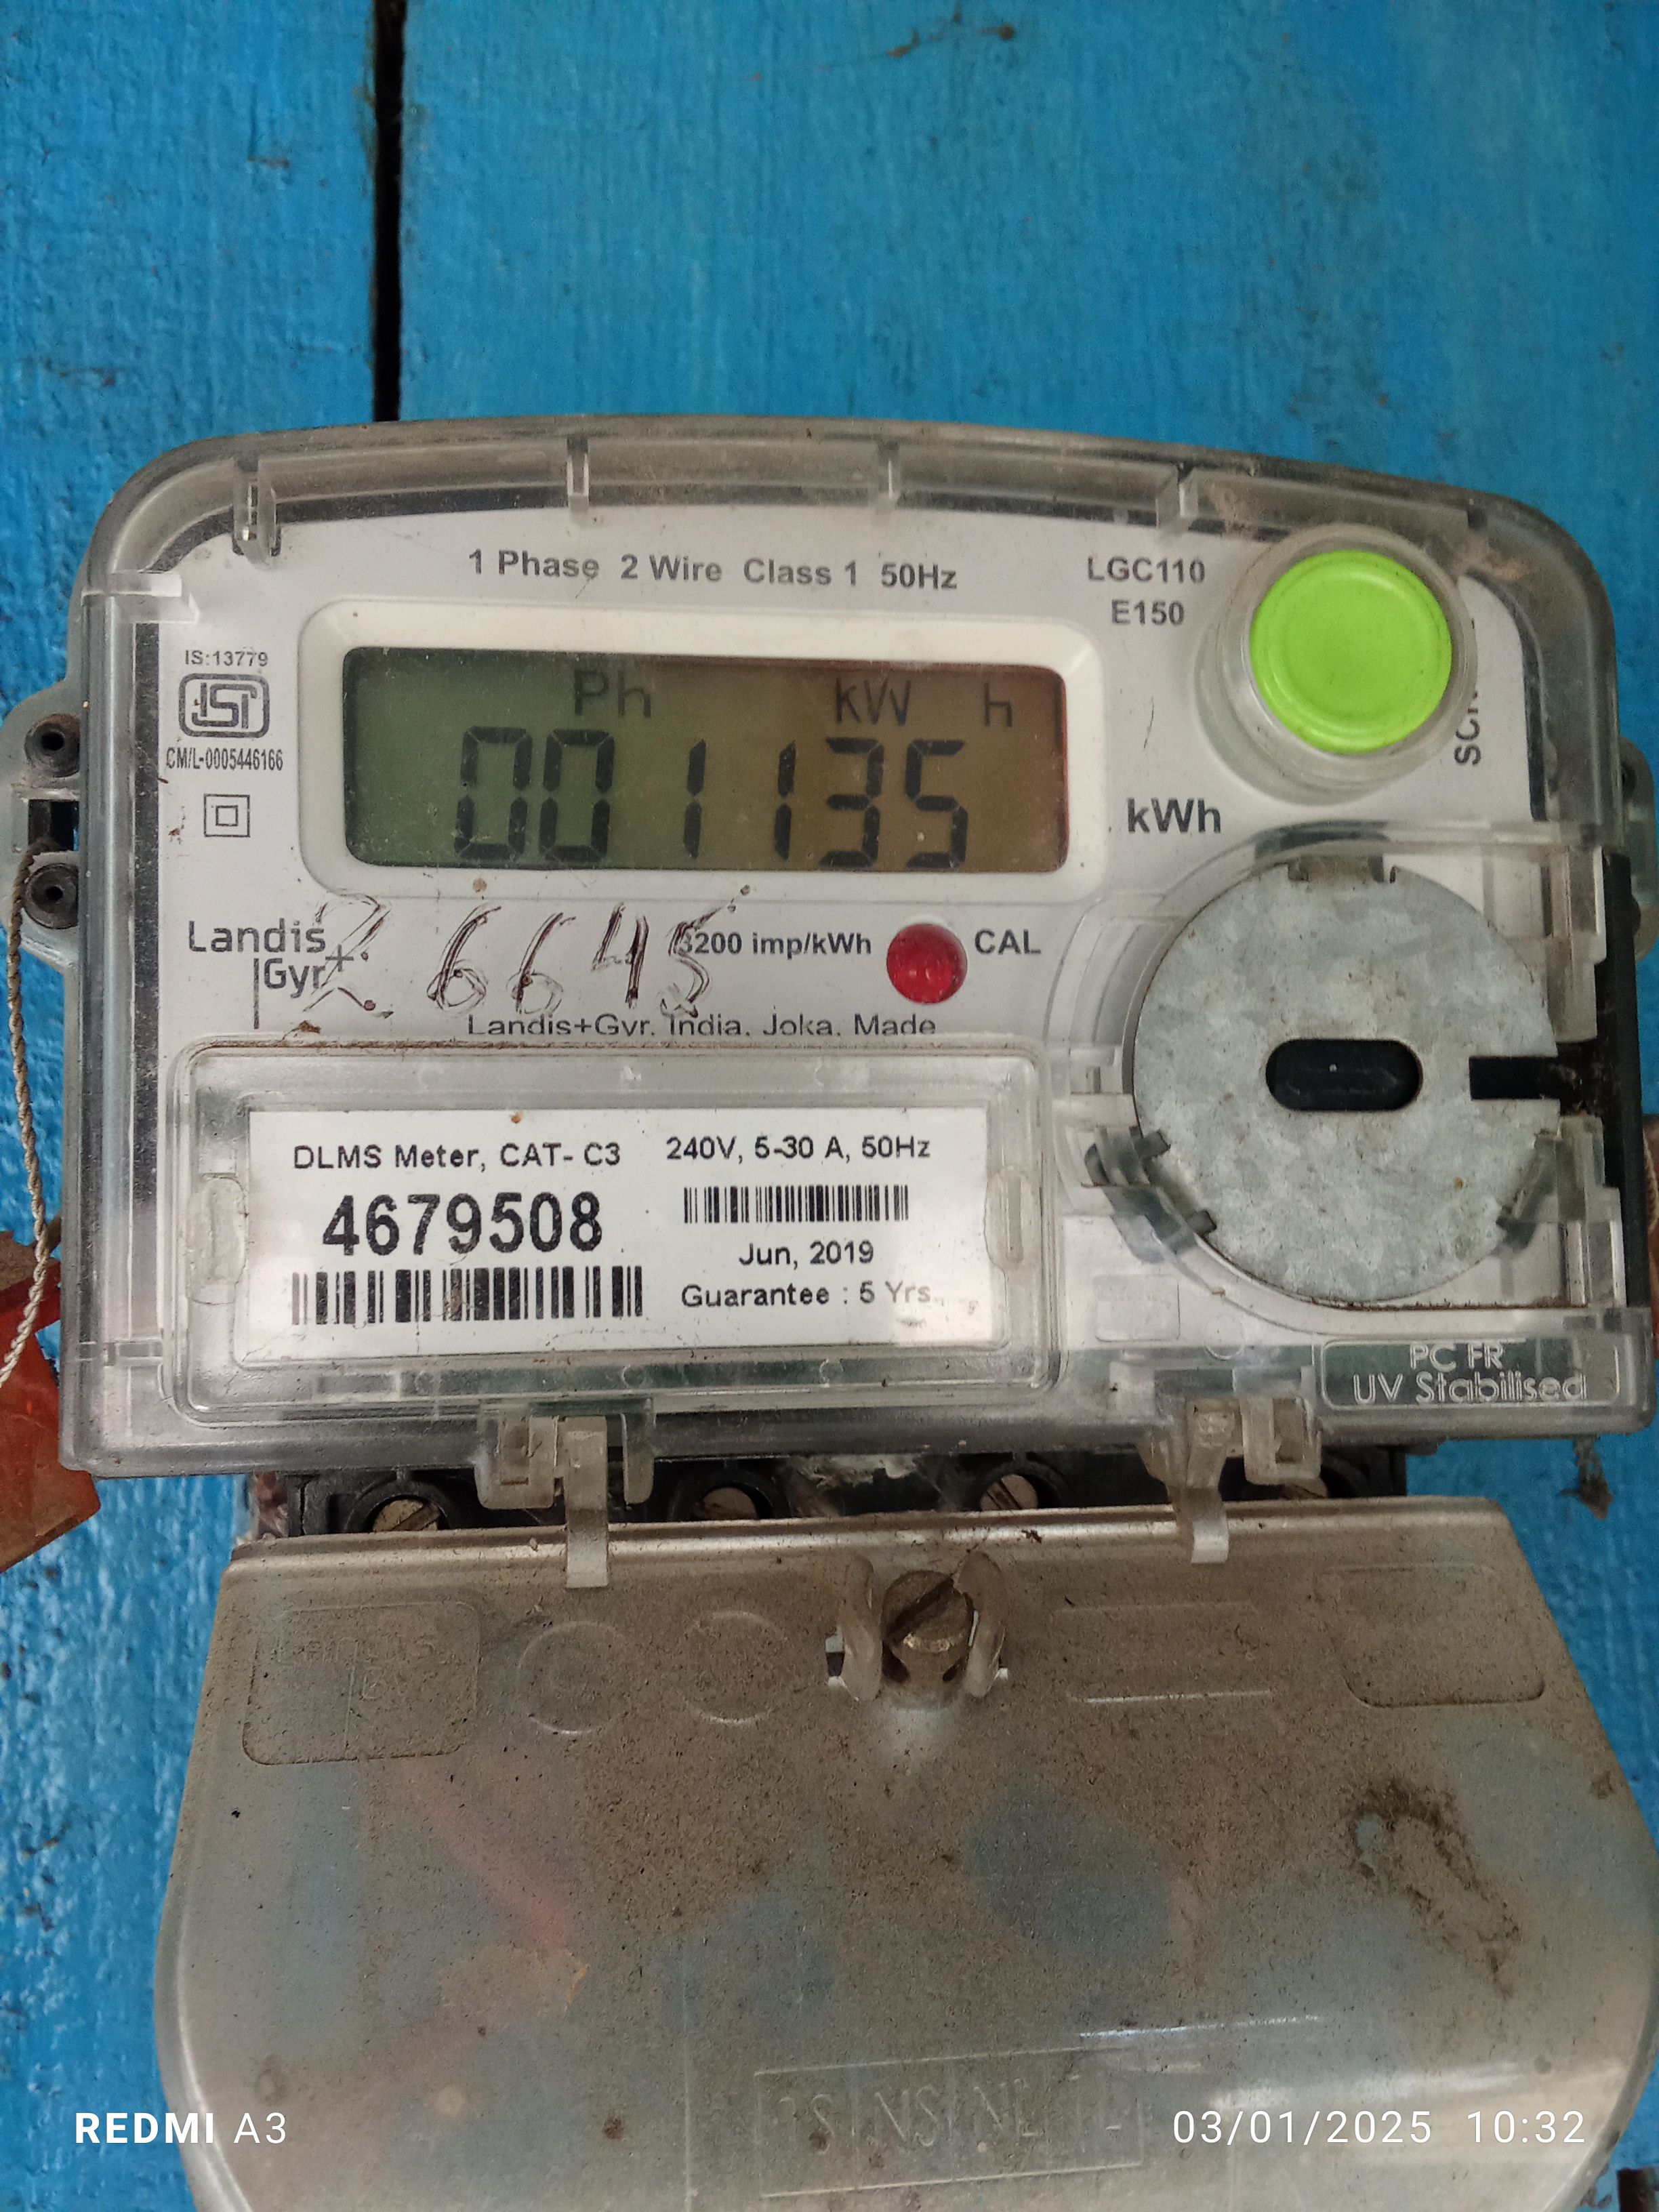 1 Phase 2 Wire Class 1 50Hz
LGC110
E150
IS:13779
ISI
CM/L-0005446166
Ph kW h
001135
kWh
Landis
Gyr+
26645
3200 imp/kWh
CAL
Landis+Gyr. India. Joka. Made
DLMS Meter, CAT- C3
240V, 5-30 A, 50Hz
4679508
Jun, 2019
Guarantee : 5 Yrs.
PC FR
UV Stabilised
REDMI A3
03/01/2025 10:32